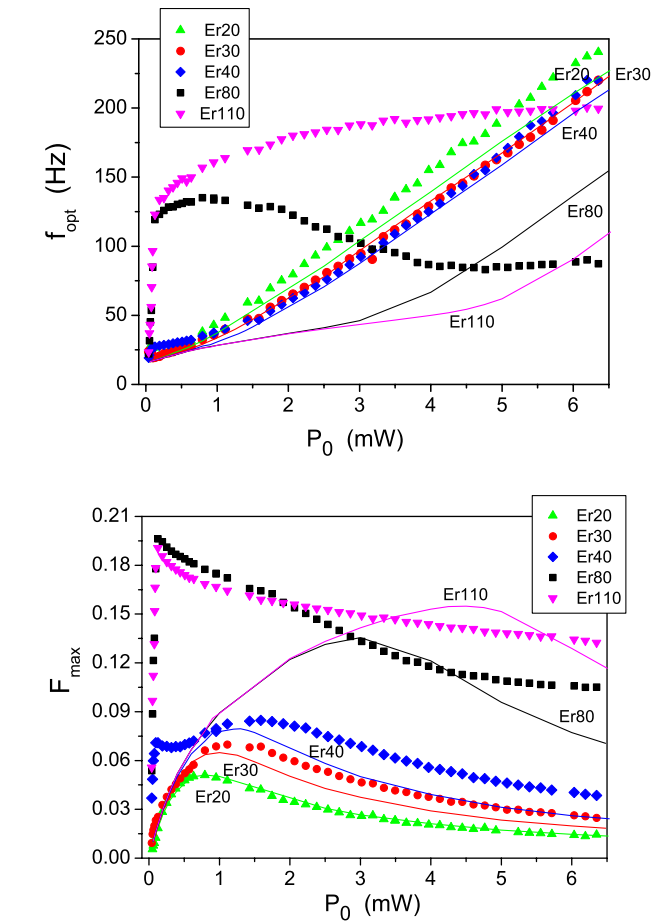 Er20
Er30
Er40
Er80
Er110
250
200
150
100
50
0
f_opt (Hz)
Er20
Er30
Er40
Er80
Er110
0 1 2 3 4 5 6
P_0 (mW)
Er20
Er30
Er40
Er80
Er110
0.21
0.18
0.15
0.12
0.09
0.06
0.03
0.00
F_max
Er110
Er80
Er40
Er30
Er20
0 1 2 3 4 5 6
P_0 (mW)